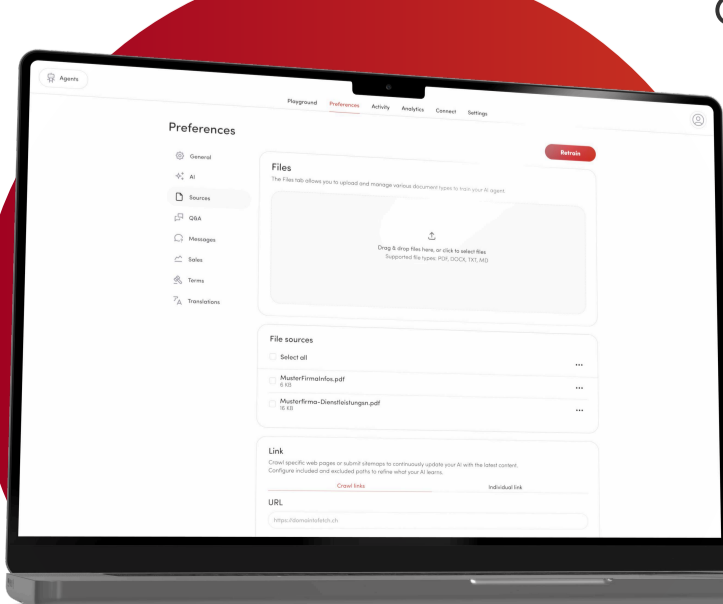 Agents
Playground Preferences Activity Analytics Connect Settings
Preferences
Retrain
General
AI
Sources
Q&A
Messages
Sales
Terms
Translations
Files
The Files tab allows you to upload and manage various document types to train your AI agent.
Drag & drop files here, or click to select files
Supported file types: PDF, DOCX, TXT, MD
File sources
Select all
MusterFirmaInfos.pdf
6 KB
Musterfirma-Dienstleistungsn.pdf
16 KB
Link
Crawl specific web pages or submit sitemaps to continuously update your AI with the latest content.
Configure included and excluded paths to refine what your AI learns.
Crawl links Individual link
URL
https://domaintofetch.ch